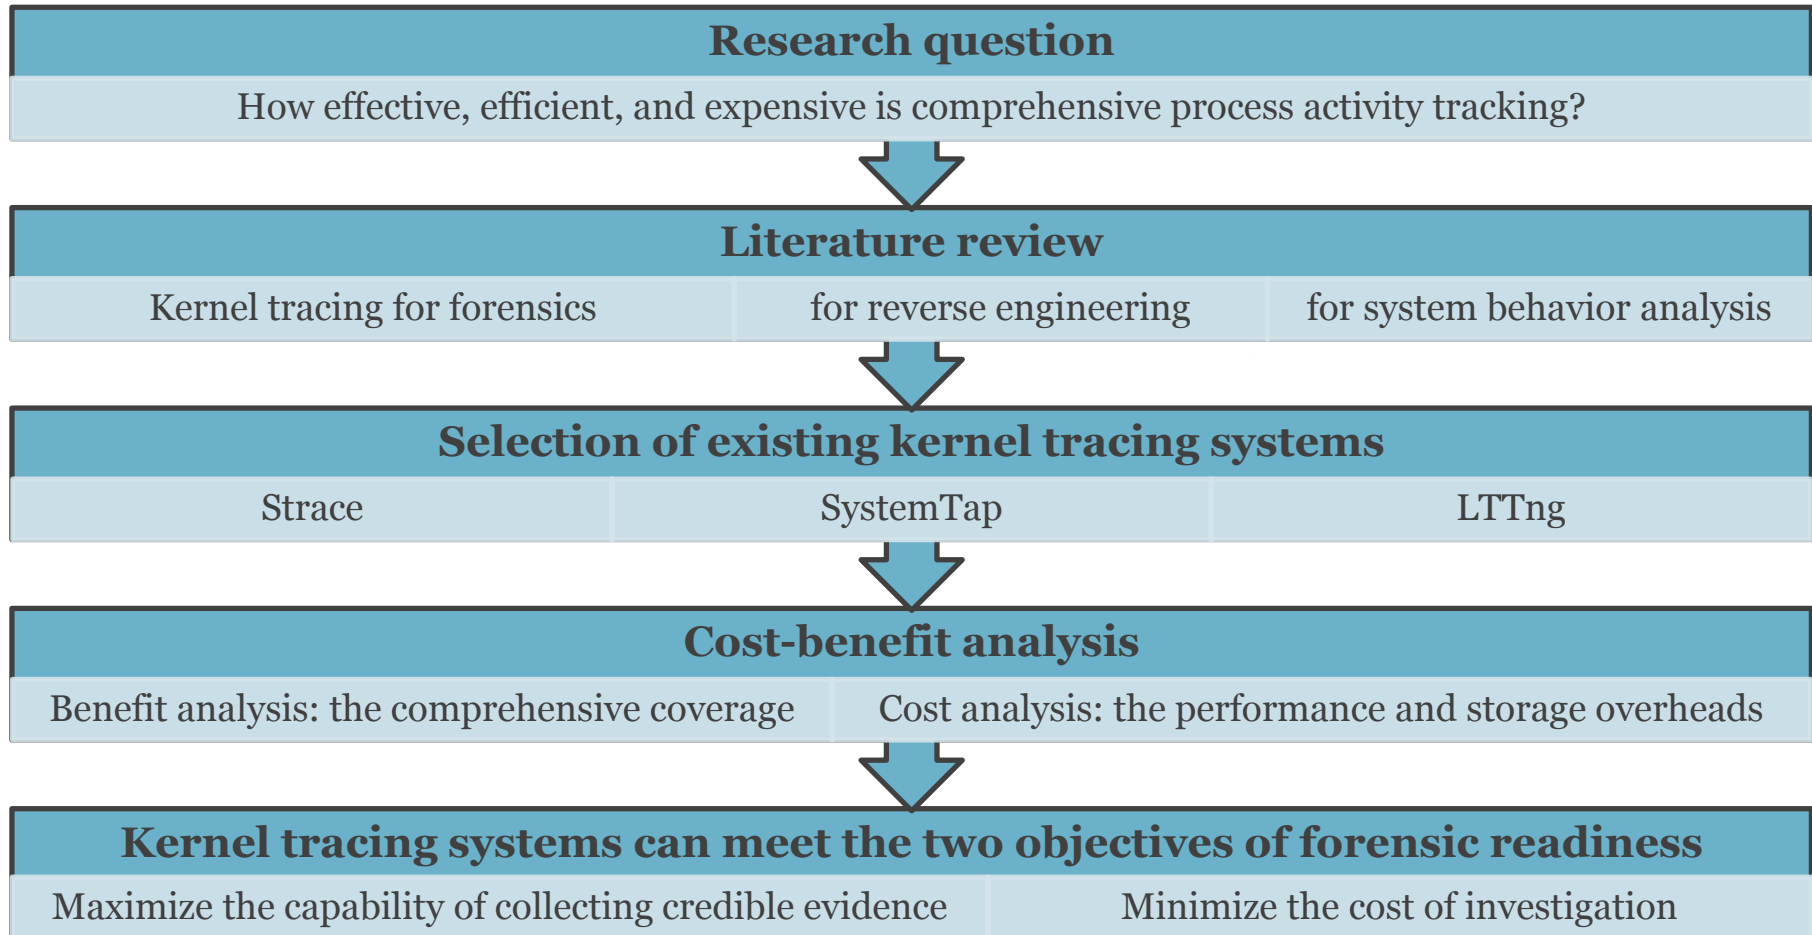 Research question
How effective, efficient, and expensive is comprehensive process activity tracking?
Literature review
Kernel tracing for forensics
for reverse engineering
for system behavior analysis
Selection of existing kernel tracing systems
Strace
SystemTap
LTTng
Cost-benefit analysis
Benefit analysis: the comprehensive coverage
Cost analysis: the performance and storage overheads
Kernel tracing systems can meet the two objectives of forensic readiness
Maximize the capability of collecting credible evidence
Minimize the cost of investigation